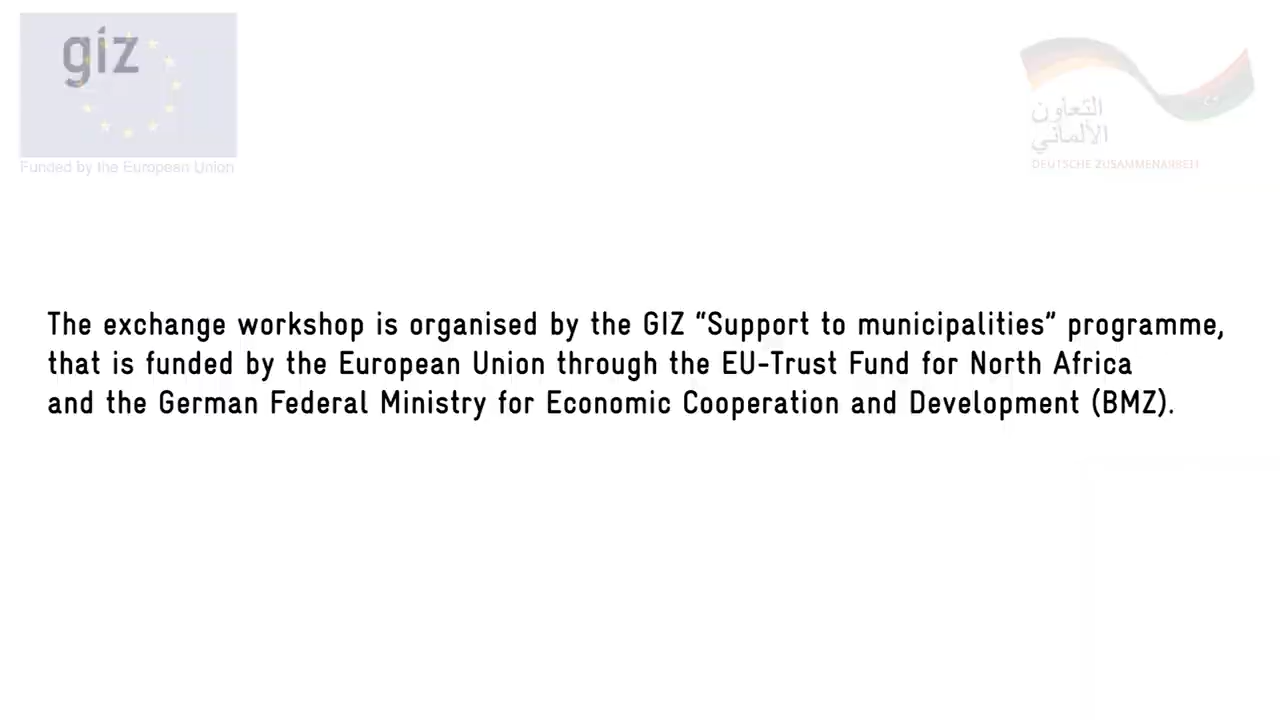 giz
Funded by the European Union
التعاون
الألماني
DEUTSCHE ZUSAMMENARBEIT
The exchange workshop is organised by the GIZ “Support to municipalities” programme,
that is funded by the European Union through the EU-Trust Fund for North Africa
and the German Federal Ministry for Economic Cooperation and Development (BMZ).